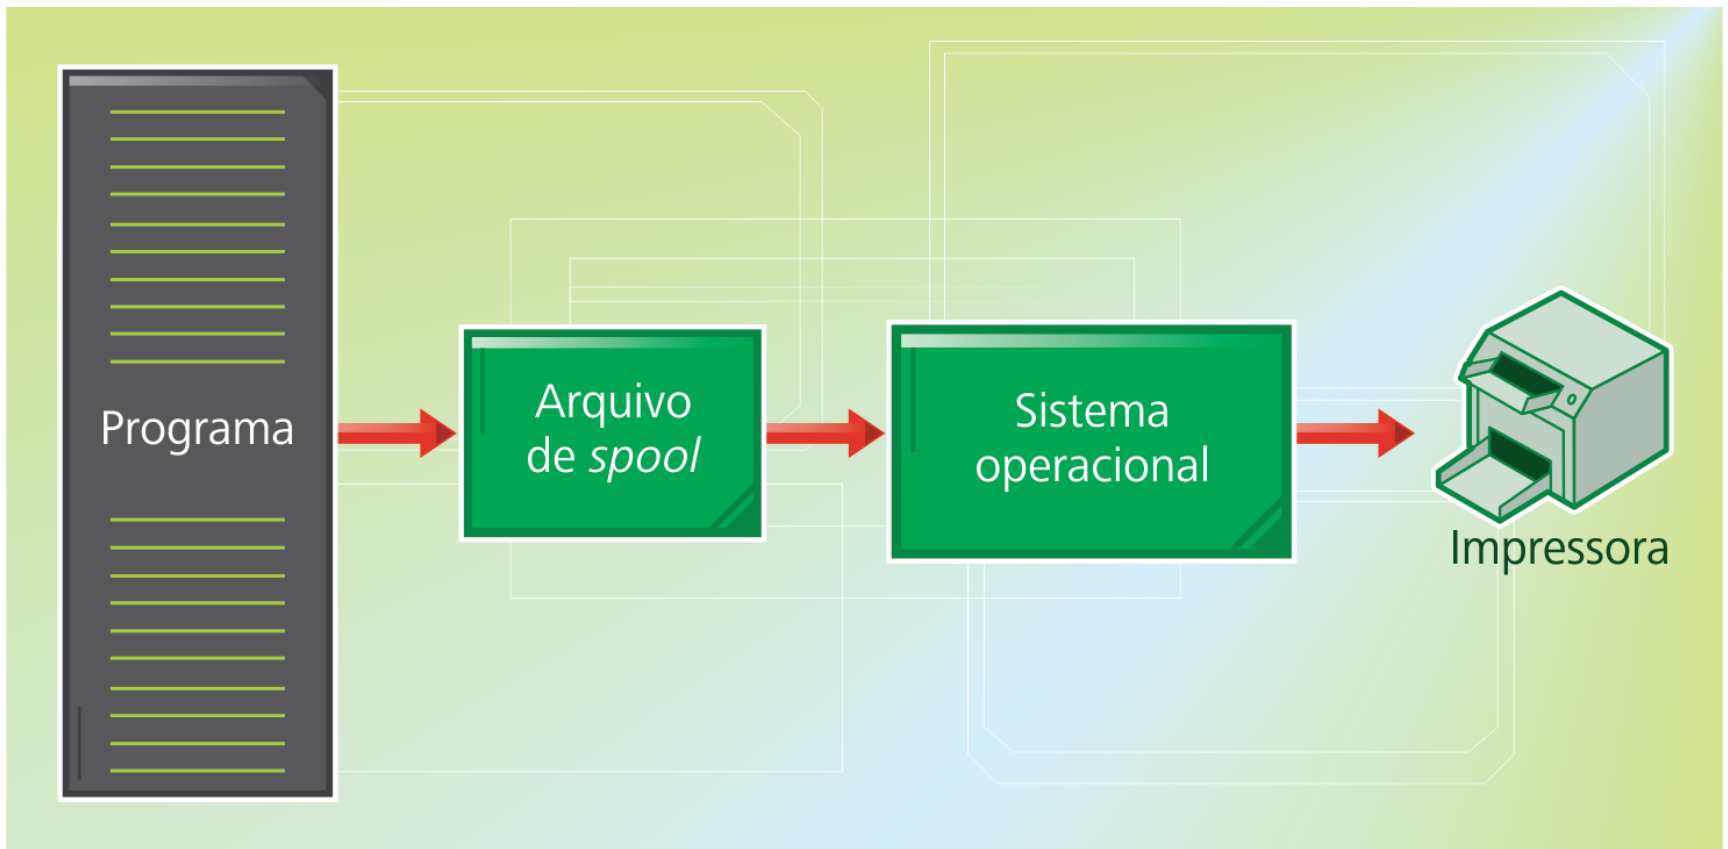 Programa
Arquivo
de spool
Sistema
operacional
Impressora